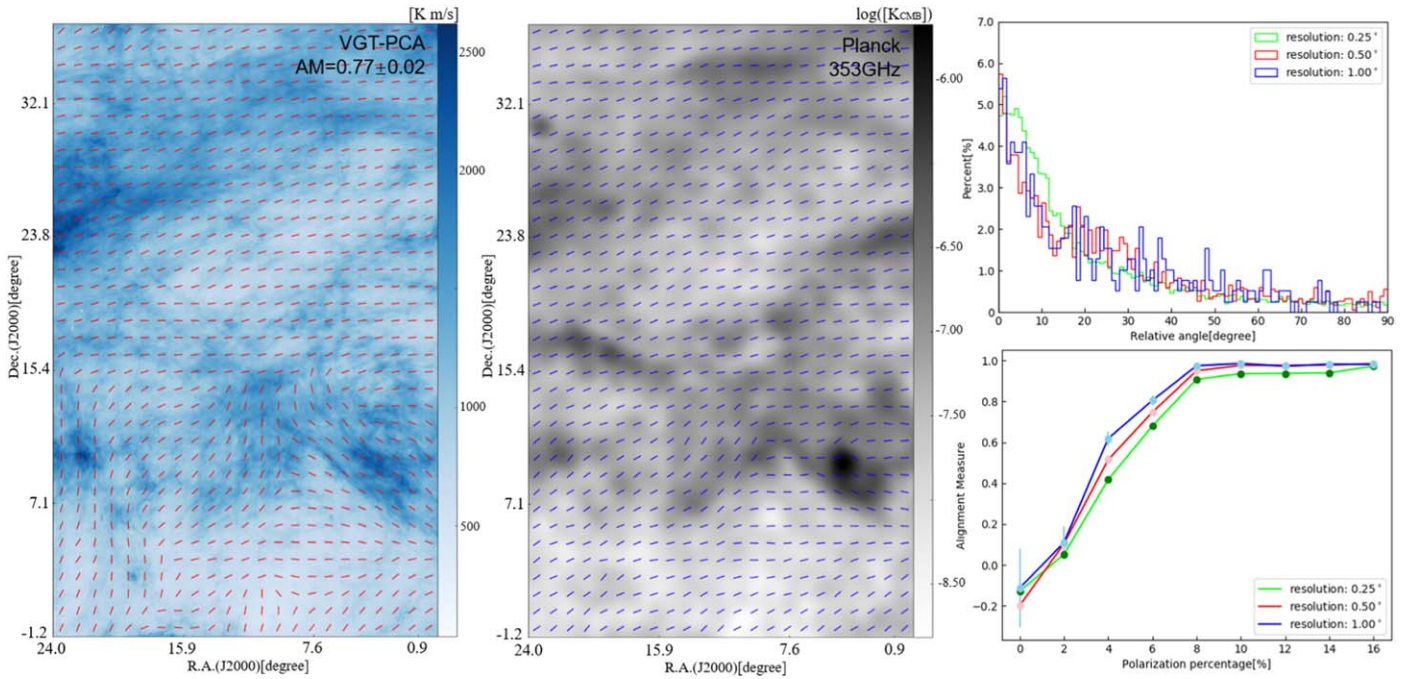 [K m/s]
VGT-PCA
AM=0.77±0.02
2500
2000
1000
500
32.1
23.8
15.4
7.1
-1.2
Dec.(J2000)[degree]
24.0
15.9
7.6
0.9
R.A.(J2000)[degree]
log([KCMB])
Planck
353GHz
-6.00
-6.50
-7.00
-7.50
-8.50
32.1
23.8
15.4
7.1
-1.2
Dec.(J2000)[degree]
24.0
15.9
7.6
0.9
R.A.(J2000)[degree]
7.0
6.0
5.0
4.0
3.0
2.0
1.0
0
Percent[%]
resolution: 0.25°
resolution: 0.50°
resolution: 1.00°
0 10 20 30 40 50 60 70 80 90
Relative angle[degree]
1.0
0.8
0.6
0.4
0.2
0.0
−0.2
Alignment Measure
resolution: 0.25°
resolution: 0.50°
resolution: 1.00°
0 2 4 6 8 10 12 14 16
Polarization percentage[%]